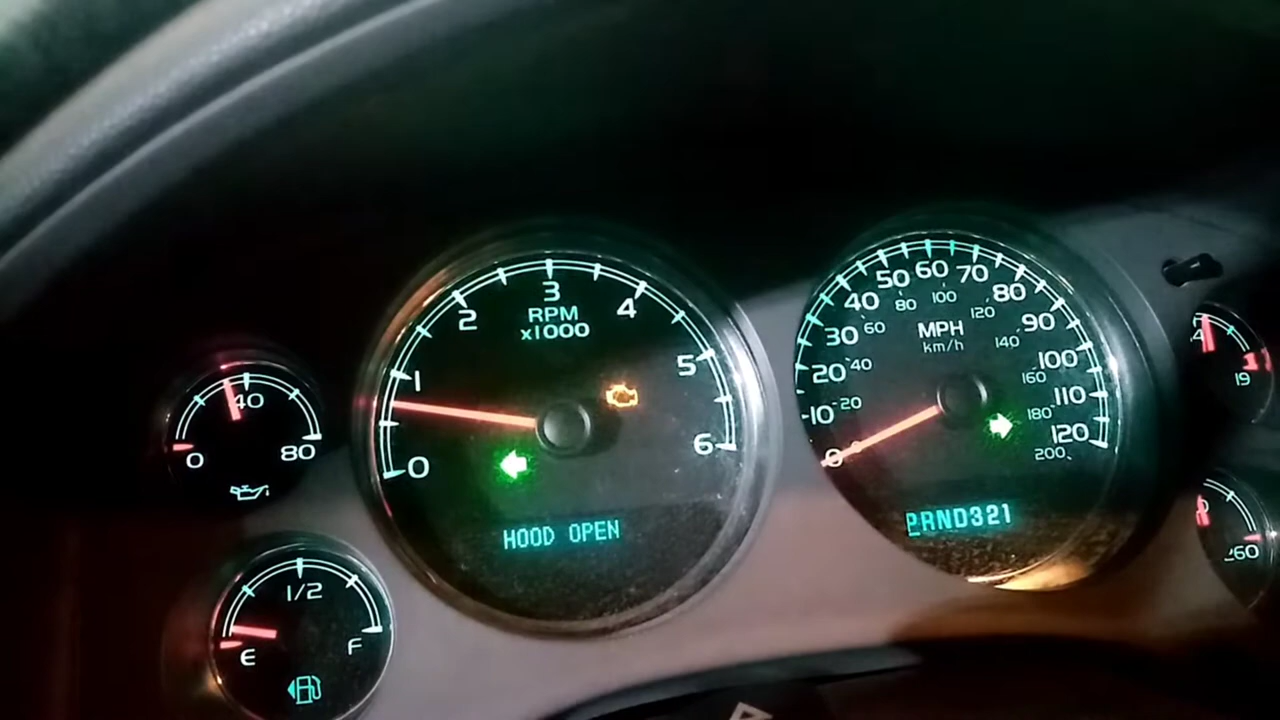 0 40 80
E 1/2 F
0 1 2 3 4 5 6
RPM
x1000
HOOD OPEN
0 10 20 30 40 50 60 70 80 90 100 110 120
20 40 60 80 100 120 140 160 180 200
MPH
km/h
PRND321
19
260